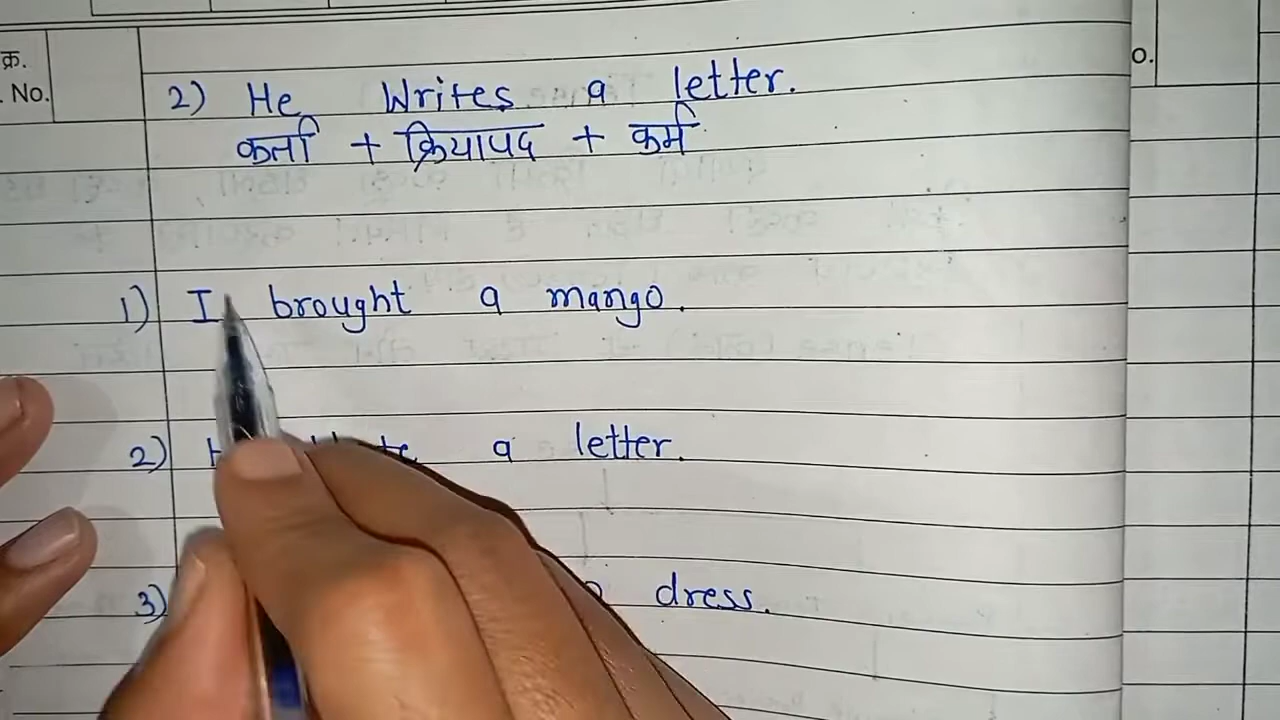 क्र.
No.
o.
2) He Writes a letter.
कर्ता + क्रियापद + कर्म
1) I brought a mango.
2) a letter.
3) dress.